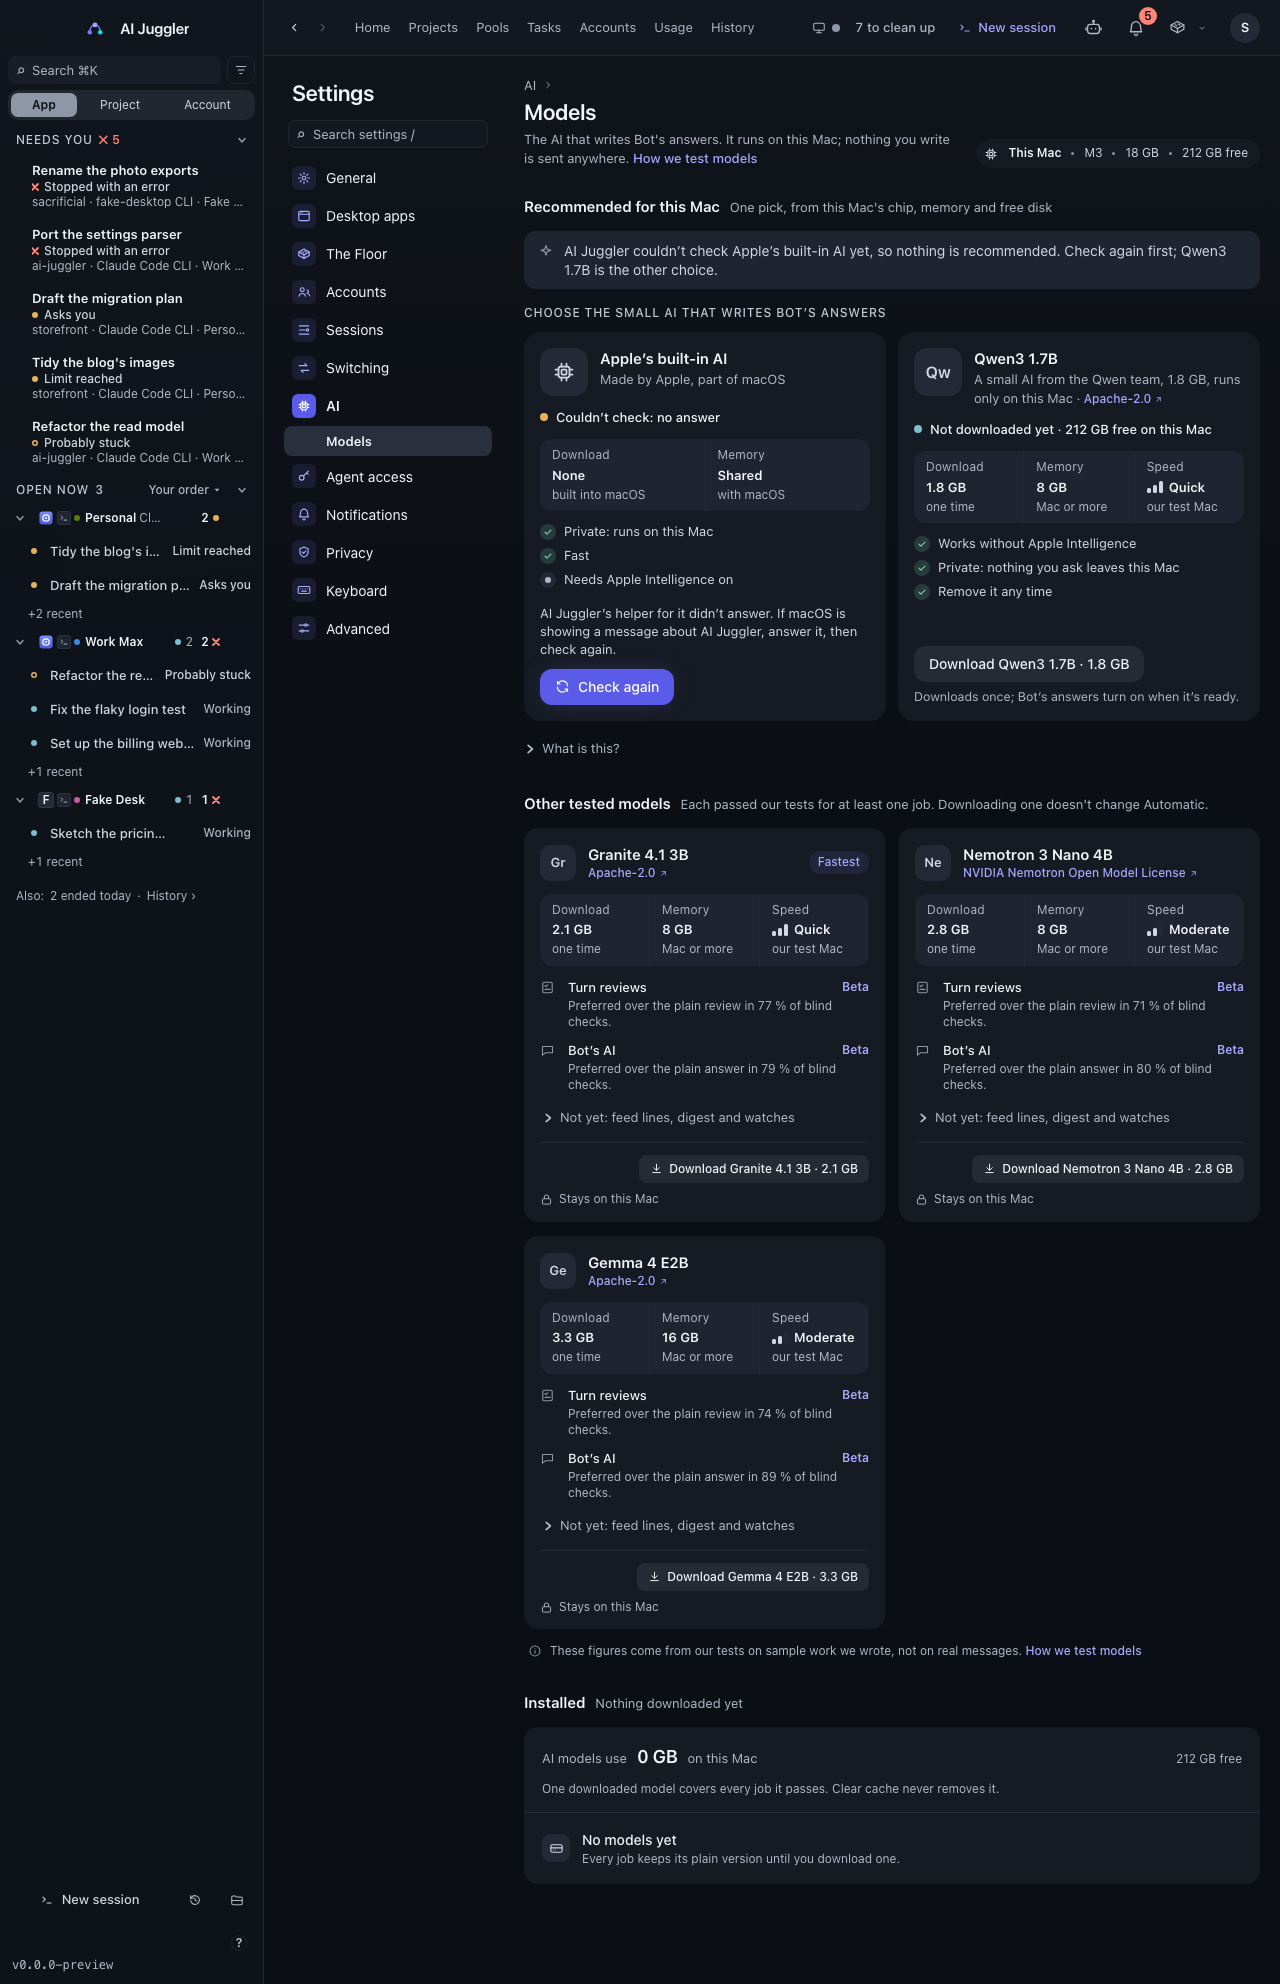 AI Juggler
Search ⌘K
App
Project
Account
NEEDS YOU 5
Rename the photo exports
Stopped with an error
sacrificial · fake-desktop CLI · Fake ...
Port the settings parser
Stopped with an error
ai-juggler · Claude Code CLI · Work ...
Draft the migration plan
Asks you
storefront · Claude Code CLI · Perso...
Tidy the blog's images
Limit reached
storefront · Claude Code CLI · Perso...
Refactor the read model
Probably stuck
ai-juggler · Claude Code CLI · Work ...
OPEN NOW 3
Your order
Personal Cl... 2
Tidy the blog's i... Limit reached
Draft the migration p... Asks you
+2 recent
Work Max 2 2
Refactor the re... Probably stuck
Fix the flaky login test Working
Set up the billing web... Working
+1 recent
F Fake Desk 1 1
Sketch the pricin... Working
+1 recent
Also: 2 ended today · History ›
New session
?
v0.0.0-preview
Home
Projects
Pools
Tasks
Accounts
Usage
History
7 to clean up
New session
5
S
Settings
Search settings /
General
Desktop apps
The Floor
Accounts
Sessions
Switching
AI
Models
Agent access
Notifications
Privacy
Keyboard
Advanced
AI
Models
The AI that writes Bot's answers. It runs on this Mac; nothing you write
is sent anywhere. How we test models
This Mac • M3 • 18 GB • 212 GB free
Recommended for this Mac One pick, from this Mac's chip, memory and free disk
AI Juggler couldn’t check Apple’s built-in AI yet, so nothing is recommended. Check again first; Qwen3
1.7B is the other choice.
CHOOSE THE SMALL AI THAT WRITES BOT’S ANSWERS
Apple’s built-in AI
Made by Apple, part of macOS
Couldn’t check: no answer
Download
None
built into macOS
Memory
Shared
with macOS
Private: runs on this Mac
Fast
Needs Apple Intelligence on
AI Juggler’s helper for it didn’t answer. If macOS is
showing a message about AI Juggler, answer it, then
check again.
Check again
Qw
Qwen3 1.7B
A small AI from the Qwen team, 1.8 GB, runs
only on this Mac · Apache-2.0 ↗
Not downloaded yet · 212 GB free on this Mac
Download
1.8 GB
one time
Memory
8 GB
Mac or more
Speed
Quick
our test Mac
Works without Apple Intelligence
Private: nothing you ask leaves this Mac
Remove it any time
Download Qwen3 1.7B · 1.8 GB
Downloads once; Bot’s answers turn on when it’s ready.
What is this?
Other tested models Each passed our tests for at least one job. Downloading one doesn't change Automatic.
Gr
Granite 4.1 3B
Apache-2.0 ↗
Fastest
Download
2.1 GB
one time
Memory
8 GB
Mac or more
Speed
Quick
our test Mac
Turn reviews Beta
Preferred over the plain review in 77 % of blind
checks.
Bot’s AI Beta
Preferred over the plain answer in 79 % of blind
checks.
Not yet: feed lines, digest and watches
Download Granite 4.1 3B · 2.1 GB
Stays on this Mac
Ne
Nemotron 3 Nano 4B
NVIDIA Nemotron Open Model License ↗
Download
2.8 GB
one time
Memory
8 GB
Mac or more
Speed
Moderate
our test Mac
Turn reviews Beta
Preferred over the plain review in 71 % of blind
checks.
Bot’s AI Beta
Preferred over the plain answer in 80 % of blind
checks.
Not yet: feed lines, digest and watches
Download Nemotron 3 Nano 4B · 2.8 GB
Stays on this Mac
Ge
Gemma 4 E2B
Apache-2.0 ↗
Download
3.3 GB
one time
Memory
16 GB
Mac or more
Speed
Moderate
our test Mac
Turn reviews Beta
Preferred over the plain review in 74 % of blind
checks.
Bot’s AI Beta
Preferred over the plain answer in 89 % of blind
checks.
Not yet: feed lines, digest and watches
Download Gemma 4 E2B · 3.3 GB
Stays on this Mac
These figures come from our tests on sample work we wrote, not on real messages. How we test models
Installed Nothing downloaded yet
AI models use 0 GB on this Mac
212 GB free
One downloaded model covers every job it passes. Clear cache never removes it.
No models yet
Every job keeps its plain version until you download one.